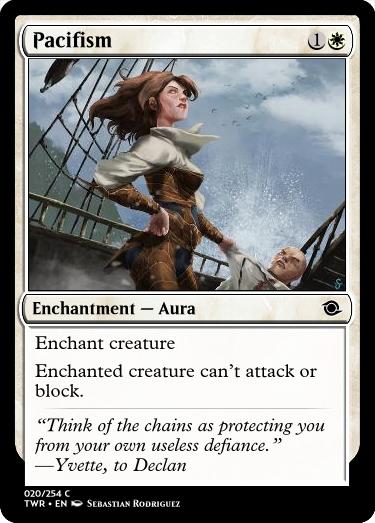 Pacifism 1
Enchantment — Aura
Enchant creature
Enchanted creature can't attack or
block.
“Think of the chains as protecting you
from your own useless defiance.”
—Yvette, to Declan
020/254 C
TWR • EN Sebastian Rodriguez